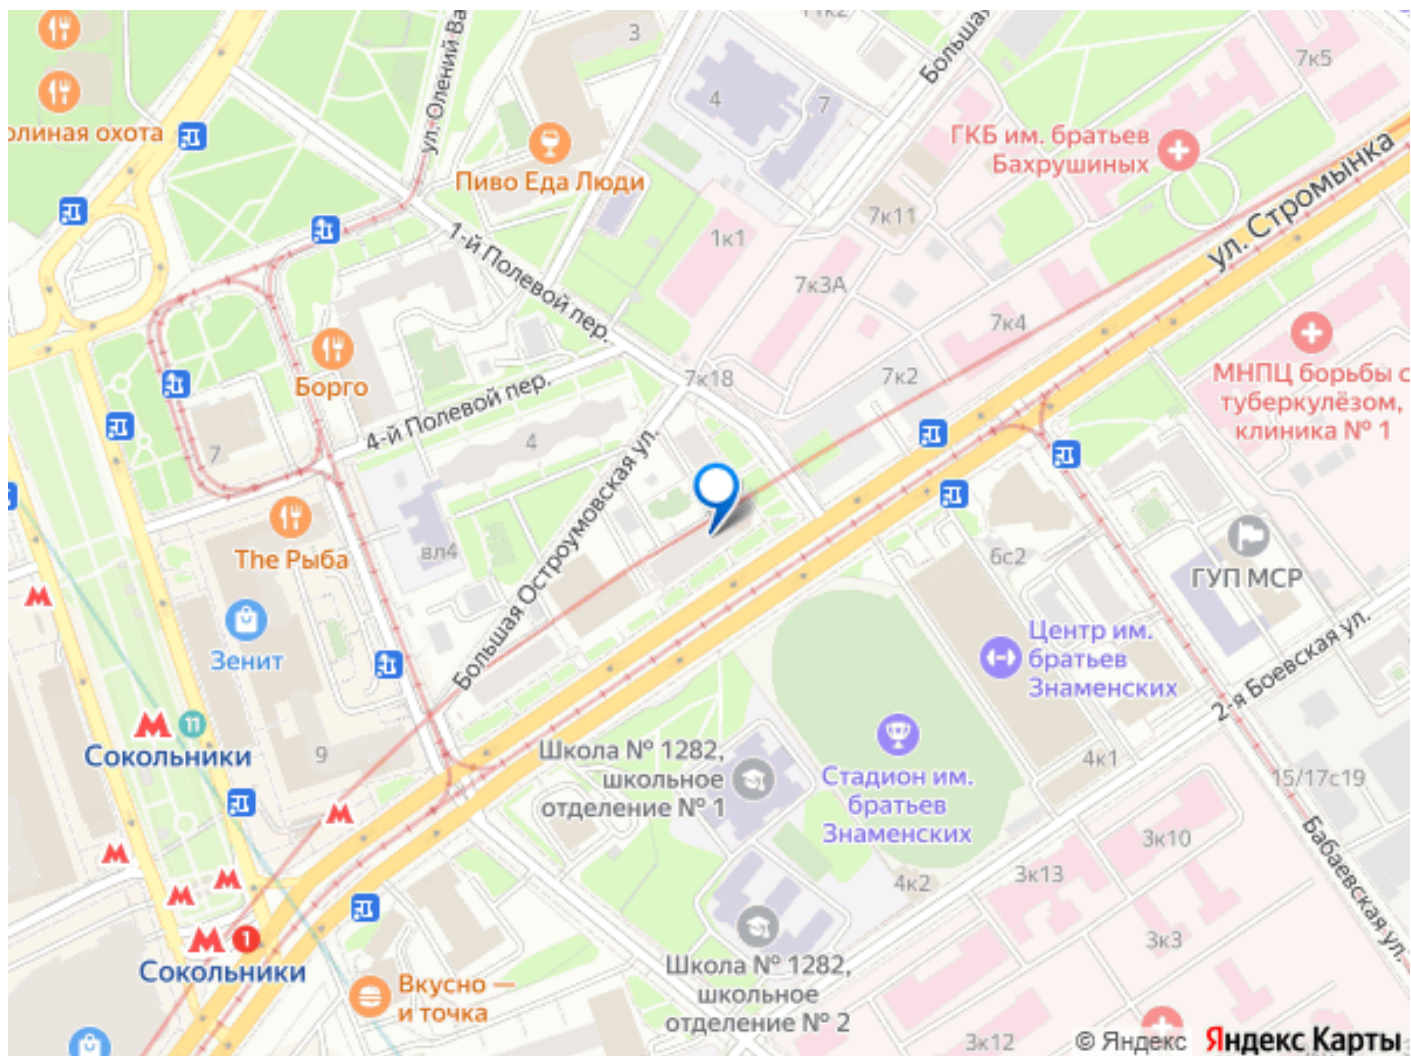 3
7к5
Большая
ул. Олений Ва
4
7
олиная охота
ГКБ им. братьев
Бахрушиных
Пиво Еда Люди
ул. Стромынка
7к11
1к1
1-й Полевой пер.
7к3А
7к4
Борго
7к18
7к2
МНПЦ борьбы с
туберкулёзом,
клиника № 1
4-й Полевой пер.
4
7
Большая Остроумовская ул.
The Рыба
вл4
6с2
ГУП МСР
Зенит
Центр им.
братьев
Знаменских
2-я Боевская ул.
11
Сокольники
9
Школа № 1282,
школьное
отделение № 1
Стадион им.
братьев
Знаменских
4к1
15/17с19
3к10
Бабаевская ул.
4к2
3к13
3к3
1
Сокольники
Вкусно —
и точка
Школа № 1282,
школьное
отделение № 2
3к12
© Яндекс Яндекс Карты